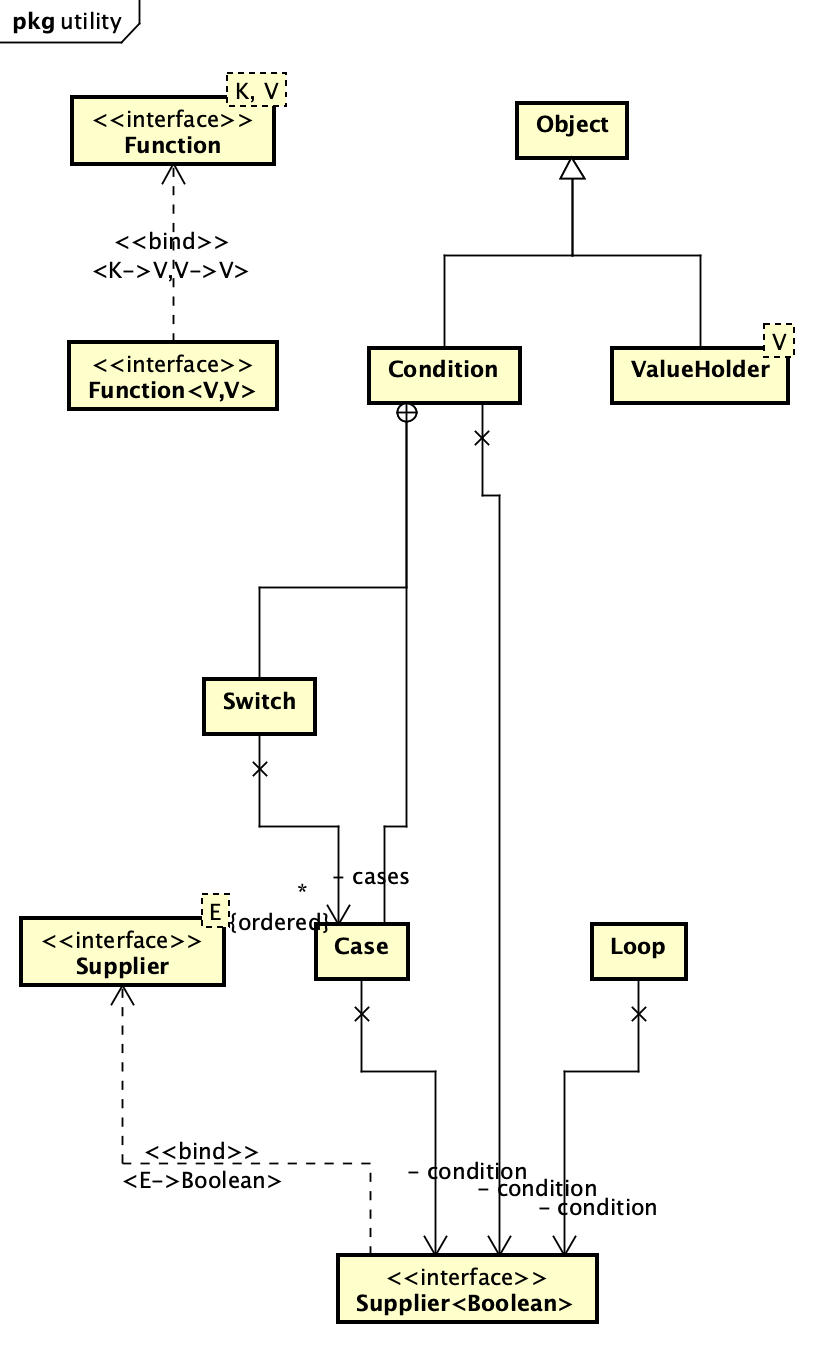 pkg utility
K, V
<<interface>>
Function
Object
<<bind>>
<K->V,V->V>
V
<<interface>>
Function<V,V>
Condition
ValueHolder
Switch
- cases
*
{ordered}
E
<<interface>>
Supplier
Case
Loop
<<bind>>
<E->Boolean>
- condition
- condition
- condition
<<interface>>
Supplier<Boolean>